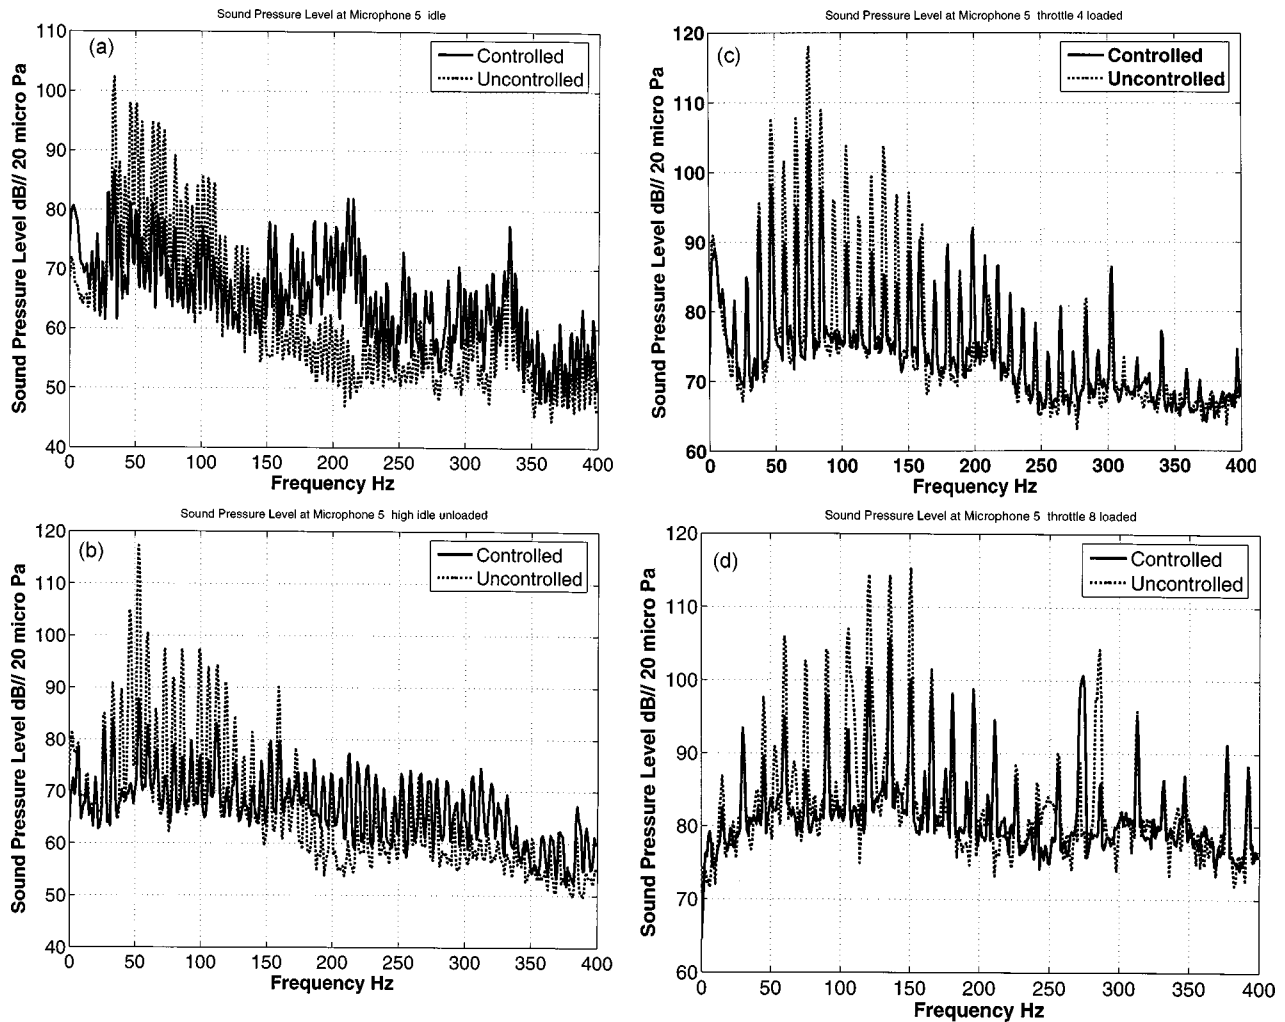 Sound Pressure Level at Microphone 5 idle
(a)
Controlled
Uncontrolled
110
100
90
80
70
60
50
40
Sound Pressure Level dB// 20 micro Pa
0 50 100 150 200 250 300 350 400
Frequency Hz
Sound Pressure Level at Microphone 5 throttle 4 loaded
(c)
Controlled
Uncontrolled
120
110
100
90
80
70
60
Sound Pressure Level dB// 20 micro Pa
0 50 100 150 200 250 300 350 400
Frequency Hz
Sound Pressure Level at Microphone 5 high idle unloaded
(b)
Controlled
Uncontrolled
120
110
100
90
80
70
60
50
40
Sound Pressure Level dB// 20 micro Pa
0 50 100 150 200 250 300 350 400
Frequency Hz
Sound Pressure Level at Microphone 5 throttle 8 loaded
(d)
Controlled
Uncontrolled
120
110
100
90
80
70
60
Sound Pressure Level dB// 20 micro Pa
0 50 100 150 200 250 300 350 400
Frequency Hz